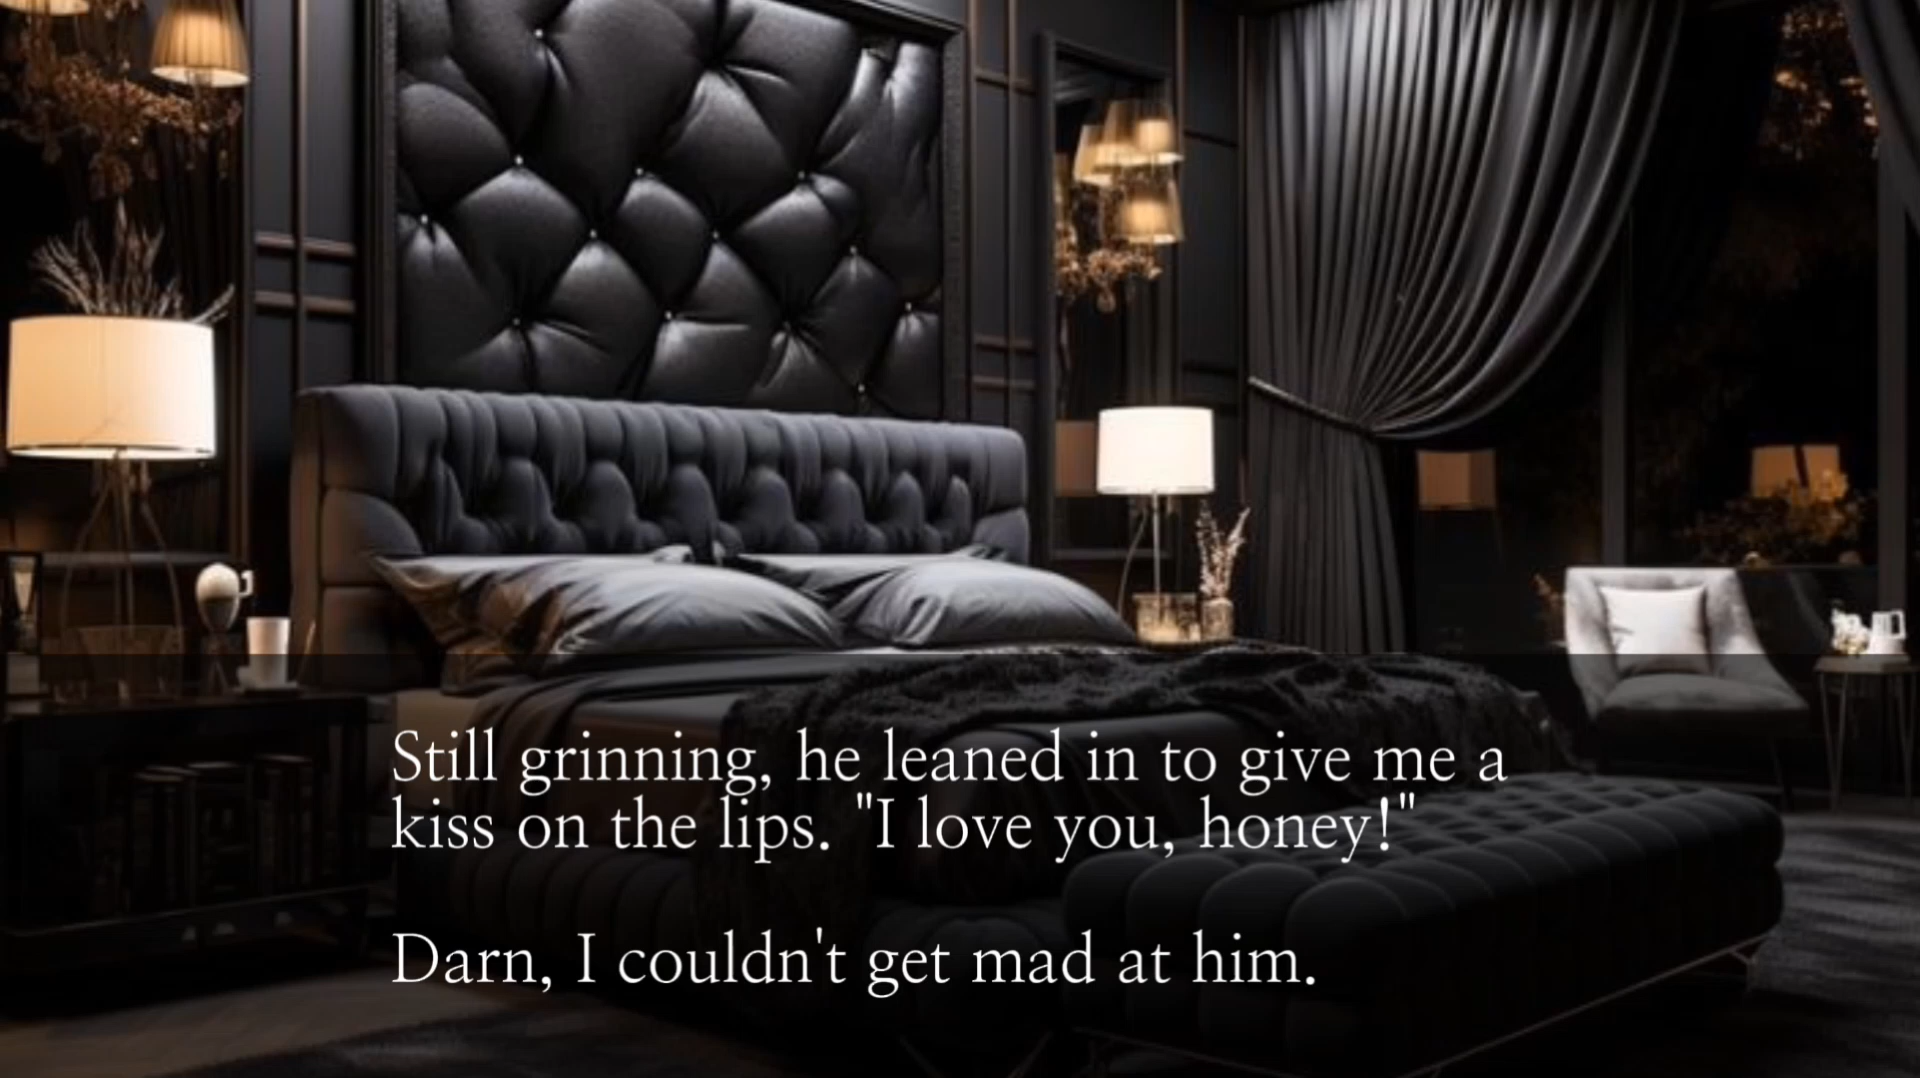 Still grinning, he leaned in to give me a
kiss on the lips. "I love you, honey!"
Darn, I couldn't get mad at him.